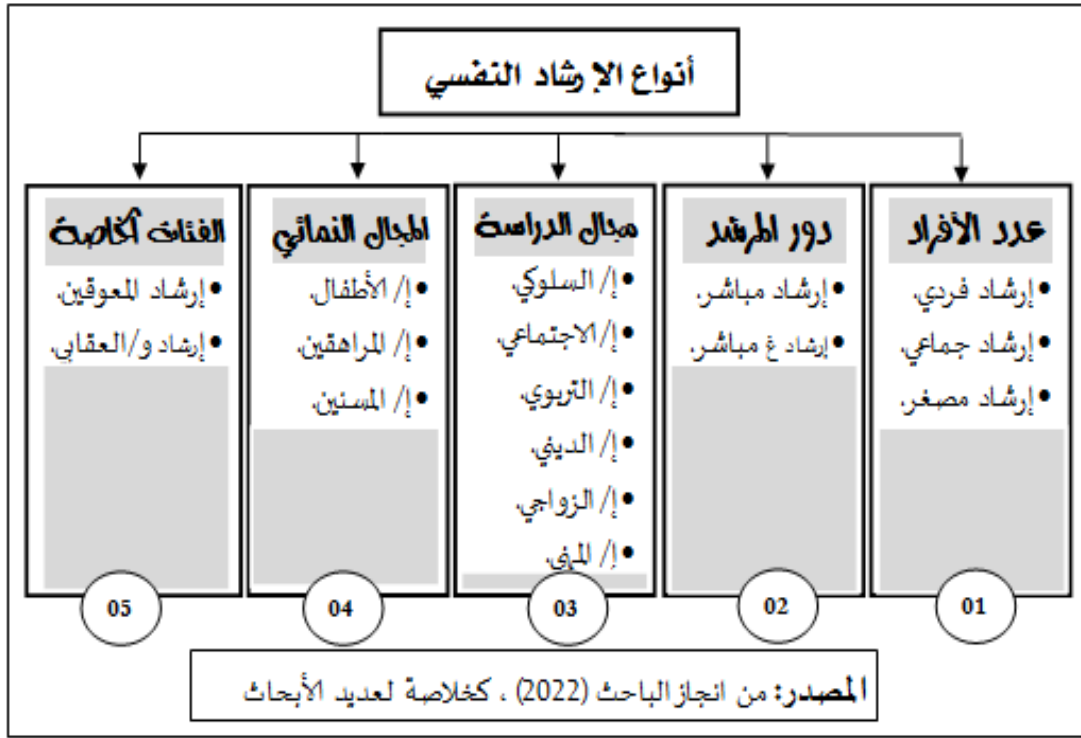 أنواع الإرشاد النفسي
عدد الأفراد
•إرشاد فردي.
•إرشاد جماعي.
•إرشاد مصغر.
01
دور المرشد
•إرشاد مباشر.
•إرشاد غ مباشر.
02
مجال الدراسة
•إ/ السلوكي.
•إ/ الاجتماعي.
•إ/ التربوي.
•إ/ الديني.
•إ/ الزواجي.
•إ/ المهني.
03
المجال النمائي
•إ/ الأطفال.
•إ/ المراهقين.
•إ/ المسنين.
04
الفئات الخاصة
•إرشاد المعوقين.
•إرشاد و/العقابي.
05
المصدر: من انجاز الباحث (2022) ، كخلاصة لعديد الأبحاث